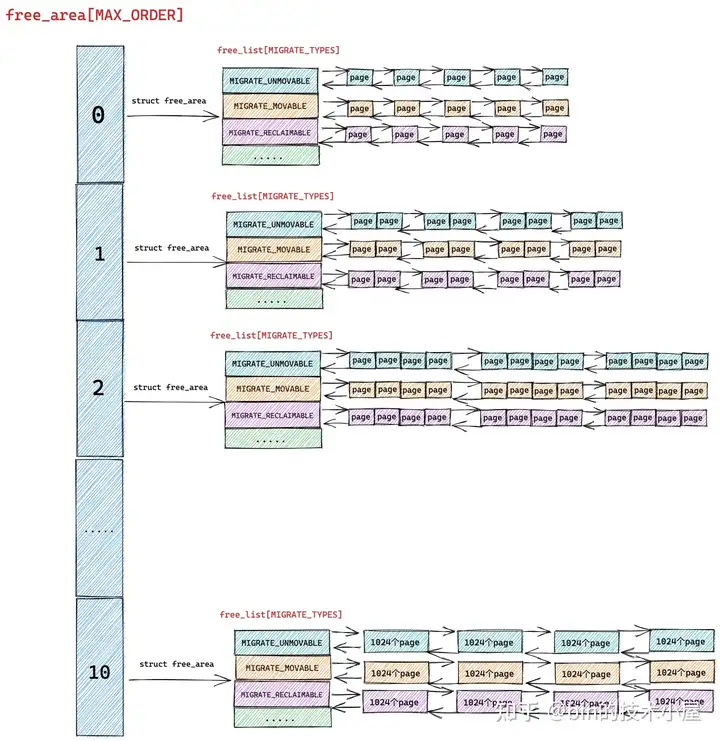 free_area[MAX_ORDER]
free_list[MIGRATE_TYPES]
MIGRATE_UNMOVABLE page page page page page
0 struct free_area MIGRATE_MOVABLE page page page page page
MIGRATE_RECLAIMABLE page page page page page
.....
free_list[MIGRATE_TYPES]
MIGRATE_UNMOVABLE page page page page page page page page
1 struct free_area MIGRATE_MOVABLE page page page page page page page page
MIGRATE_RECLAIMABLE page page page page page page page page
.....
free_list[MIGRATE_TYPES]
MIGRATE_UNMOVABLE page page page page page page page page page page page page
2 struct free_area MIGRATE_MOVABLE page page page page page page page page page page page page
MIGRATE_RECLAIMABLE page page page page page page page page page page page page
.....
.....
free_list[MIGRATE_TYPES]
MIGRATE_UNMOVABLE 1024个page 1024个page 1024个page 1024个page
10 struct free_area MIGRATE_MOVABLE 1024个page 1024个page 1024个page 1024个page
MIGRATE_RECLAIMABLE 1024个page 1024个page 1024个page 1024个page
.....
知乎 @bin的技术小屋